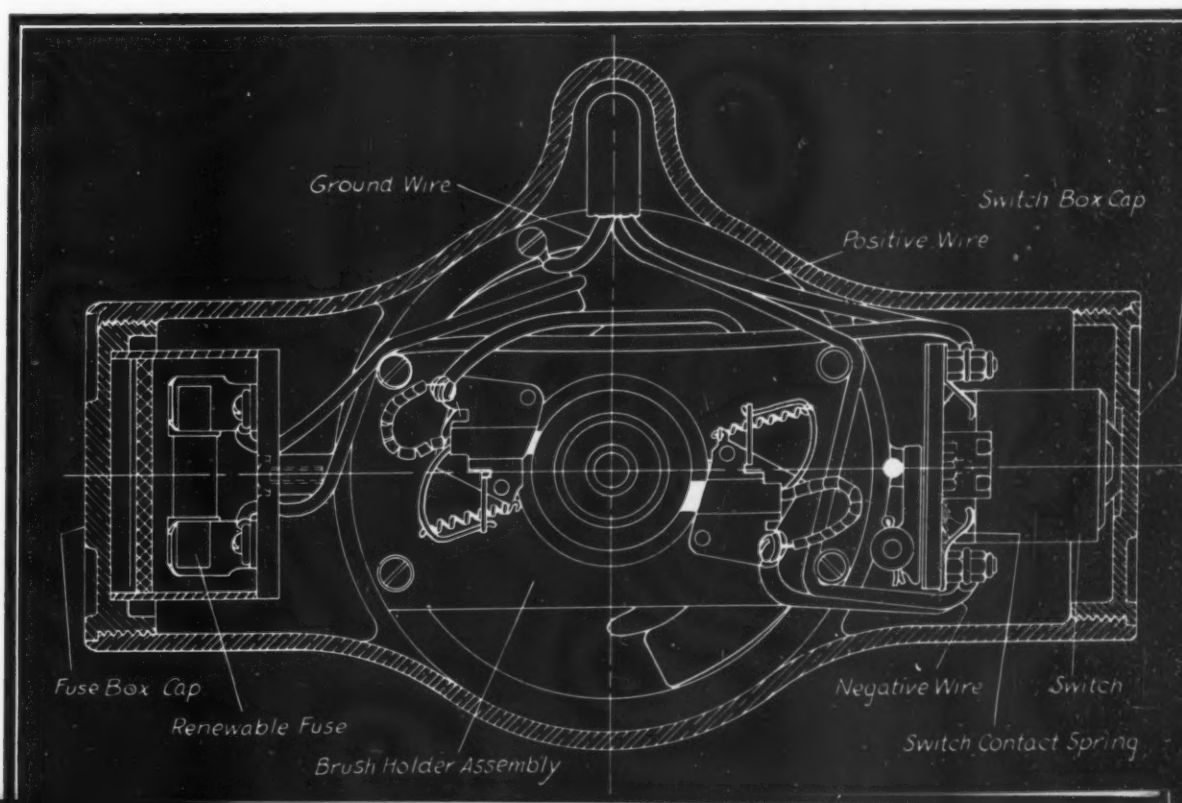 Ground Wire
Switch Box Cap
Positive Wire
Fuse Box Cap
Negative Wire
Switch
Renewable Fuse
Switch Contact Spring
Brush Holder Assembly